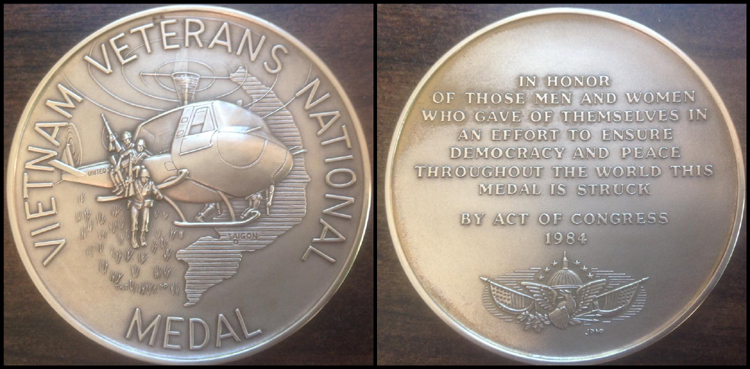 VIETNAM VETERANS NATIONAL
MEDAL
SAIGON
IN HONOR
OF THOSE MEN AND WOMEN
WHO GAVE OF THEMSELVES IN
AN EFFORT TO ENSURE
DEMOCRACY AND PEACE
THROUGHOUT THE WORLD THIS
MEDAL IS STRUCK
BY ACT OF CONGRESS
1984